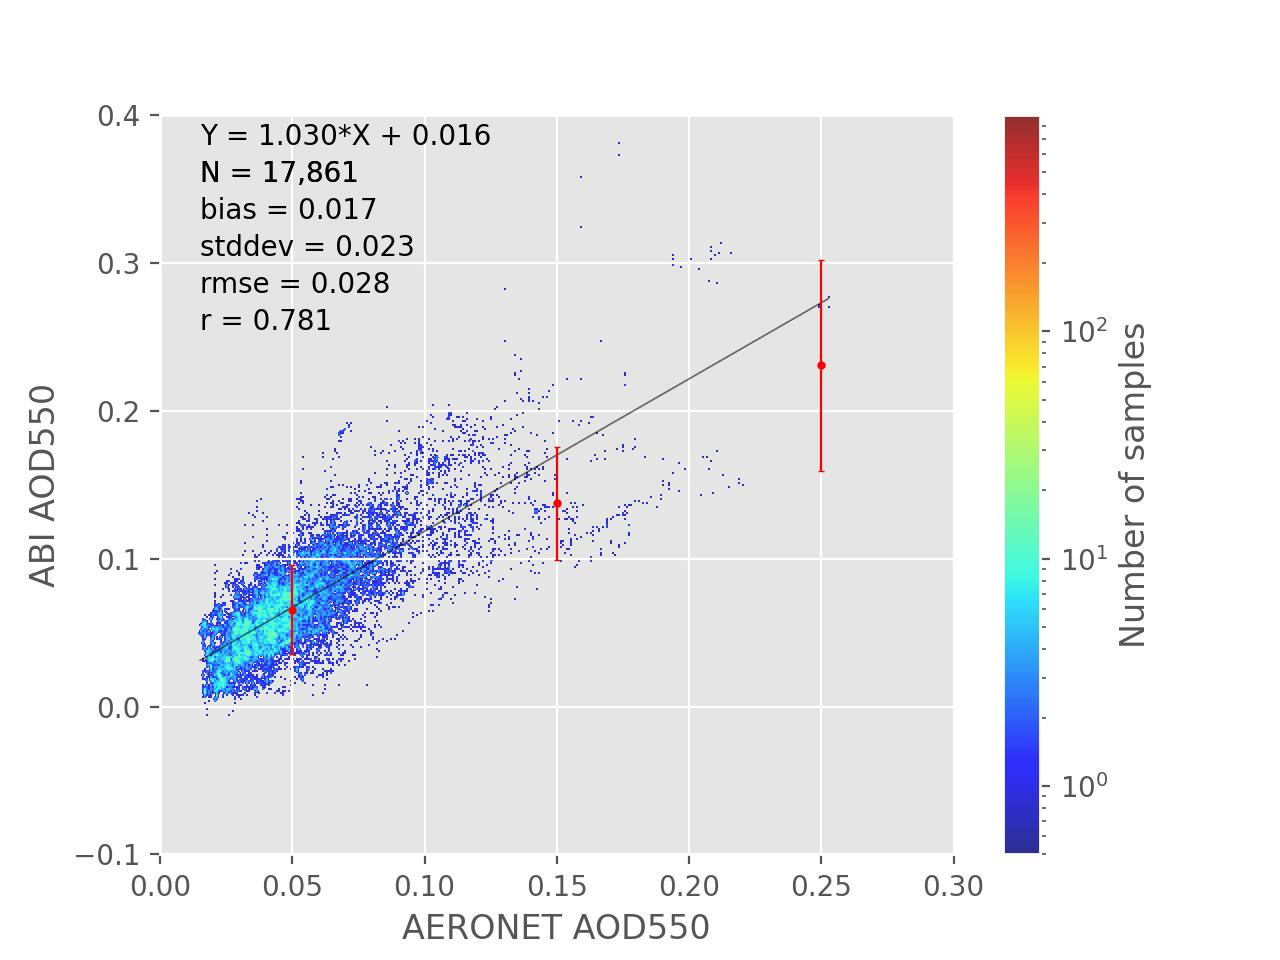 Y = 1.030*X + 0.016
N = 17,861
bias = 0.017
stddev = 0.023
rmse = 0.028
r = 0.781
0.4
0.3
0.2
0.1
0.0
−0.1
ABI AOD550
0.00 0.05 0.10 0.15 0.20 0.25 0.30
AERONET AOD550
10²
10¹
10⁰
Number of samples